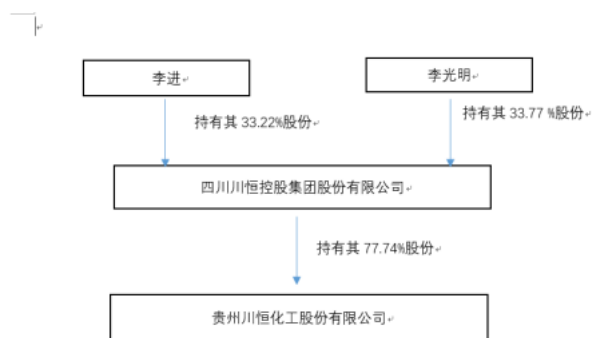 李进
李光明
持有其 33.22%股份
持有其 33.77 %股份
四川川恒控股集团股份有限公司
持有其 77.74%股份
贵州川恒化工股份有限公司